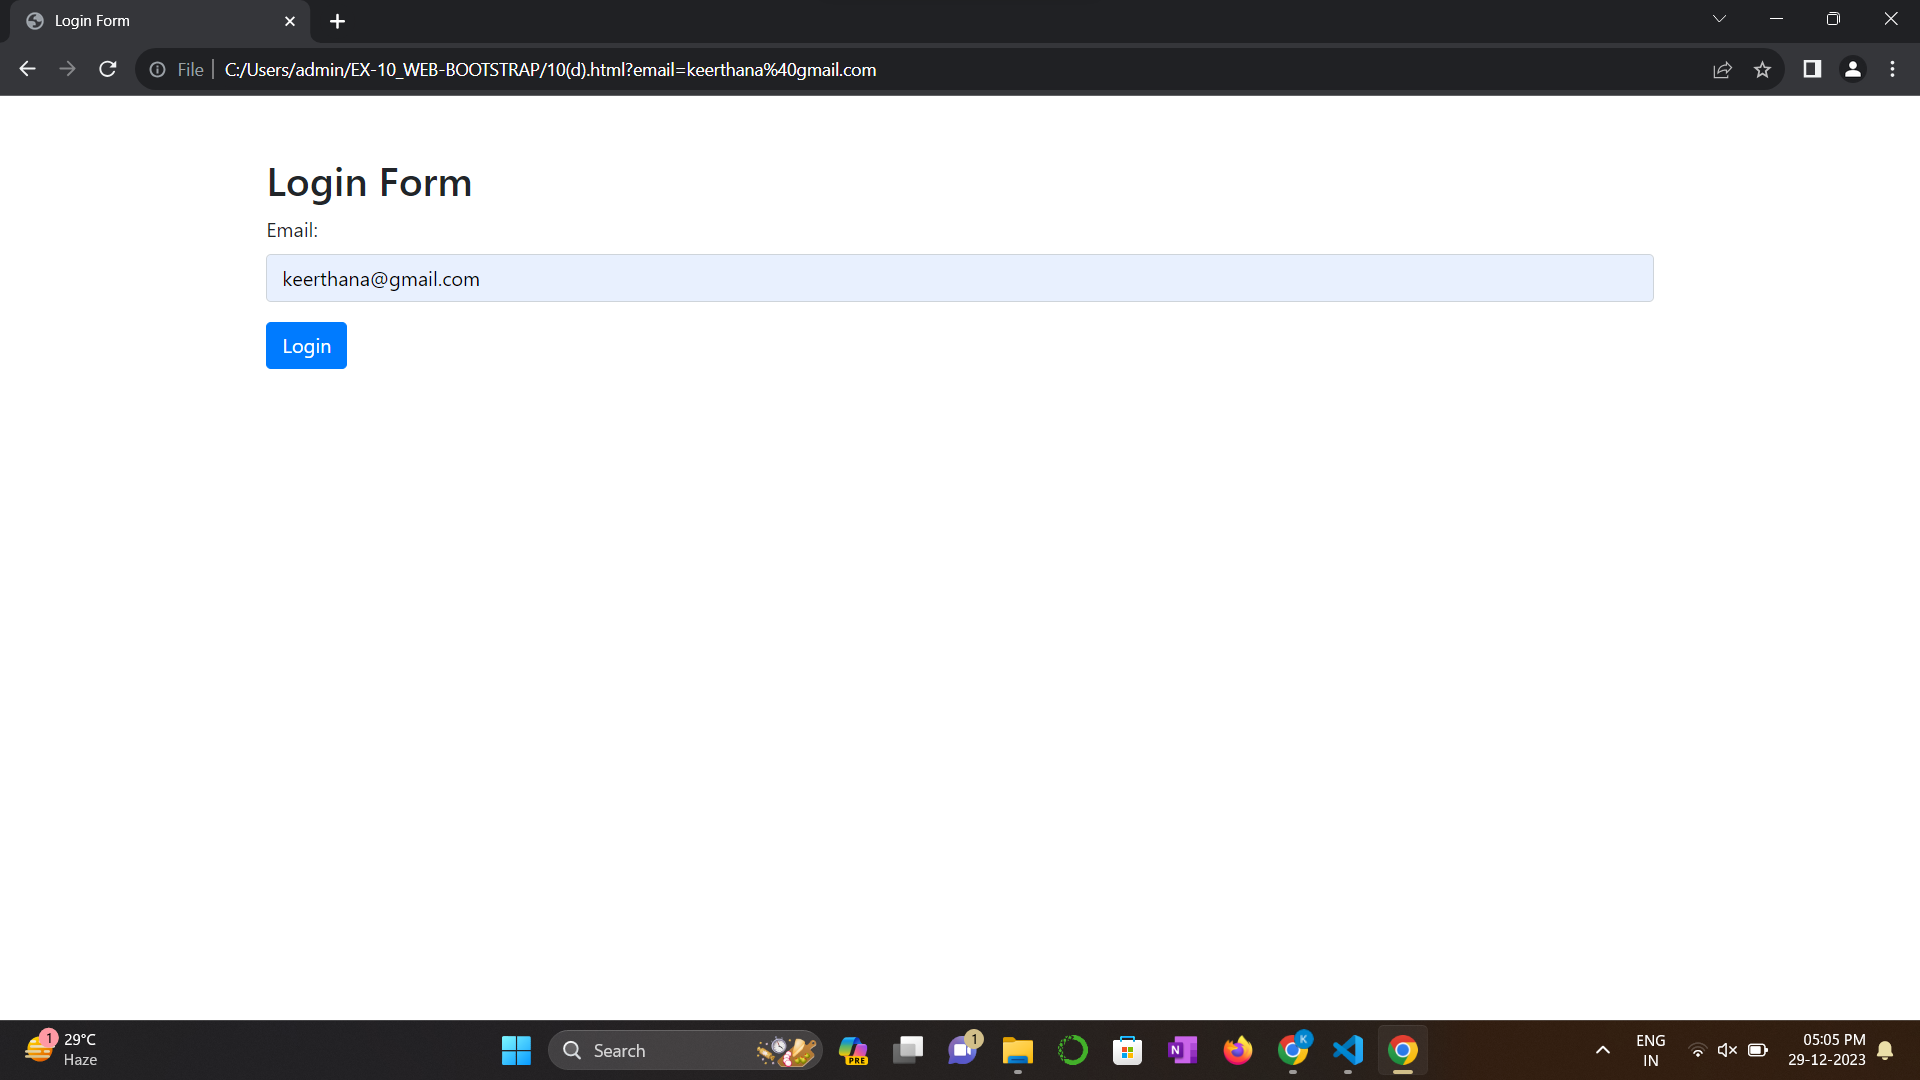 Login Form
File
C:/Users/admin/EX-10_WEB-BOOTSTRAP/10(d).html?email=keerthana%40gmail.com
Login Form
Email:
keerthana@gmail.com
Login
1
29°C
Haze
Search
PRE
1
N
K
ENG
IN
05:05 PM
29-12-2023